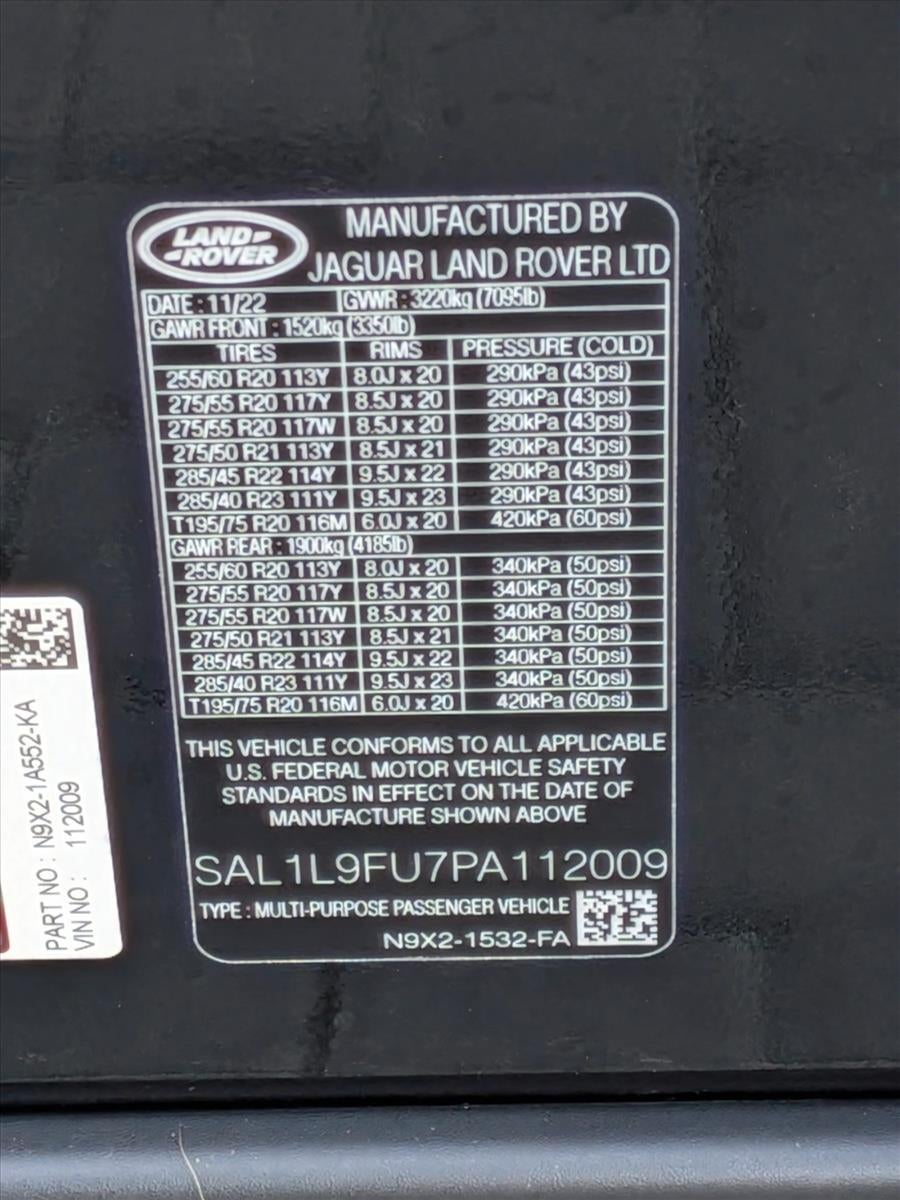 LAND ROVER
MANUFACTURED BY
JAGUAR LAND ROVER LTD
DATE : 11/22 GVWR : 3220kg (7095lb)
GAWR FRONT : 1520kg (3350lb)
TIRES RIMS PRESSURE (COLD)
255/60 R20 113Y 8.0J x 20 290kPa (43psi)
275/55 R20 117Y 8.5J x 20 290kPa (43psi)
275/55 R20 117W 8.5J x 20 290kPa (43psi)
275/50 R21 113Y 8.5J x 21 290kPa (43psi)
285/45 R22 114Y 9.5J x 22 290kPa (43psi)
285/40 R23 111Y 9.5J x 23 290kPa (43psi)
T195/75 R20 116M 6.0J x 20 420kPa (60psi)
GAWR REAR : 1900kg (4185lb)
255/60 R20 113Y 8.0J x 20 340kPa (50psi)
275/55 R20 117Y 8.5J x 20 340kPa (50psi)
275/55 R20 117W 8.5J x 20 340kPa (50psi)
275/50 R21 113Y 8.5J x 21 340kPa (50psi)
285/45 R22 114Y 9.5J x 22 340kPa (50psi)
285/40 R23 111Y 9.5J x 23 340kPa (50psi)
T195/75 R20 116M 6.0J x 20 420kPa (60psi)
THIS VEHICLE CONFORMS TO ALL APPLICABLE
U.S. FEDERAL MOTOR VEHICLE SAFETY
STANDARDS IN EFFECT ON THE DATE OF
MANUFACTURE SHOWN ABOVE
SAL1L9FU7PA112009
TYPE : MULTI-PURPOSE PASSENGER VEHICLE
N9X2-1532-FA
PART NO : N9X2-1A552-KA
VIN NO : 112009